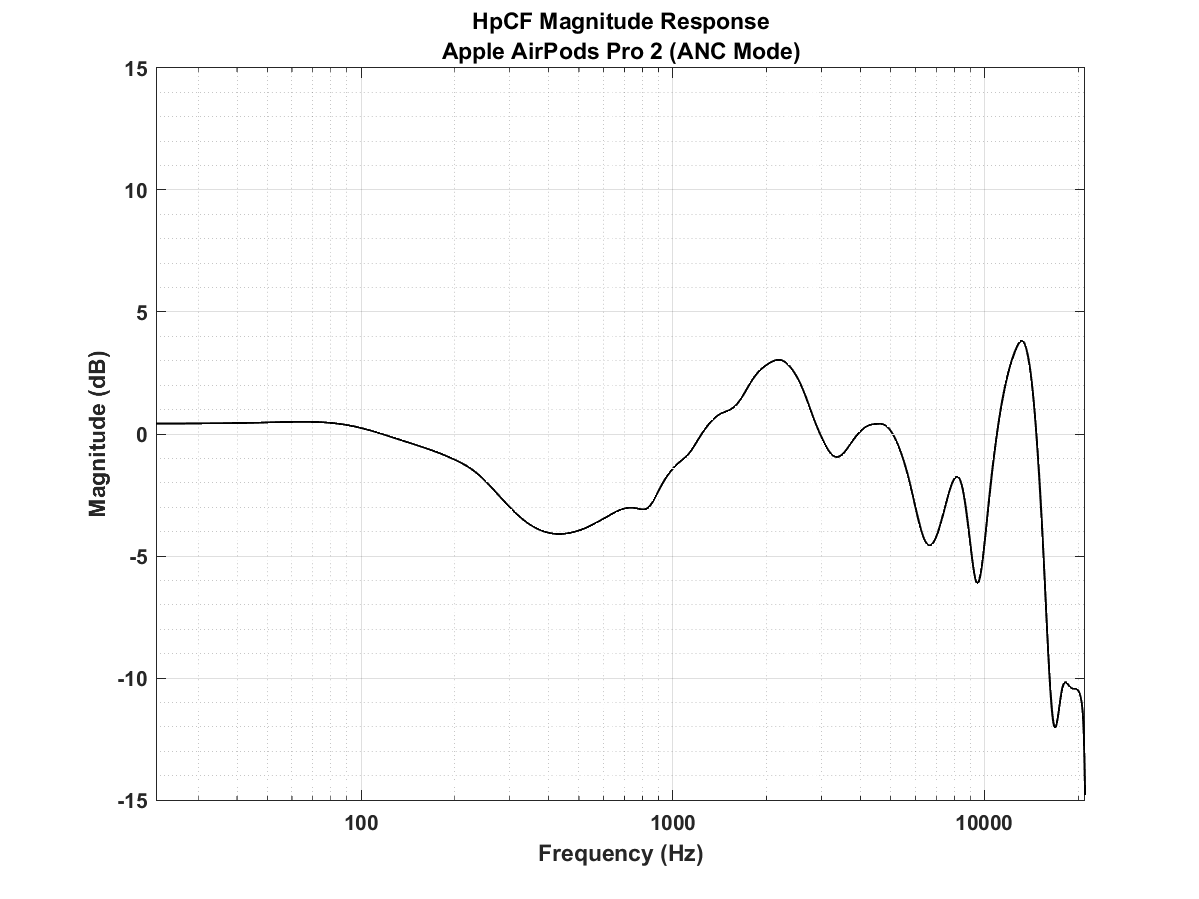 HpCF Magnitude Response
Apple AirPods Pro 2 (ANC Mode)
15
10
5
0
-5
-10
-15
Magnitude (dB)
100
1000
10000
Frequency (Hz)